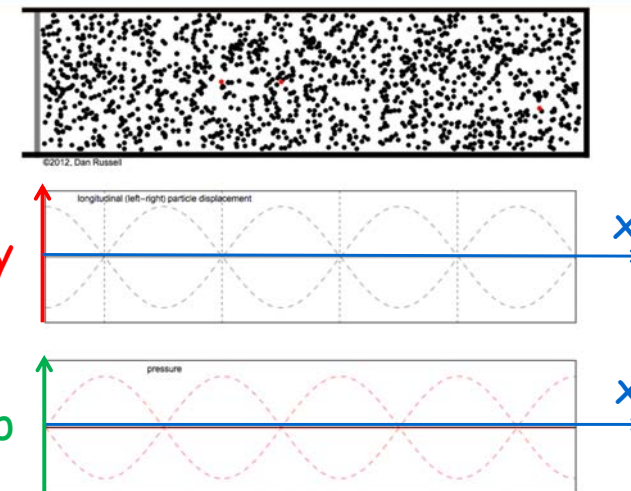 ©2012, Dan Russell
longitudinal (left-right) particle displacement
y
x
pressure
p
x